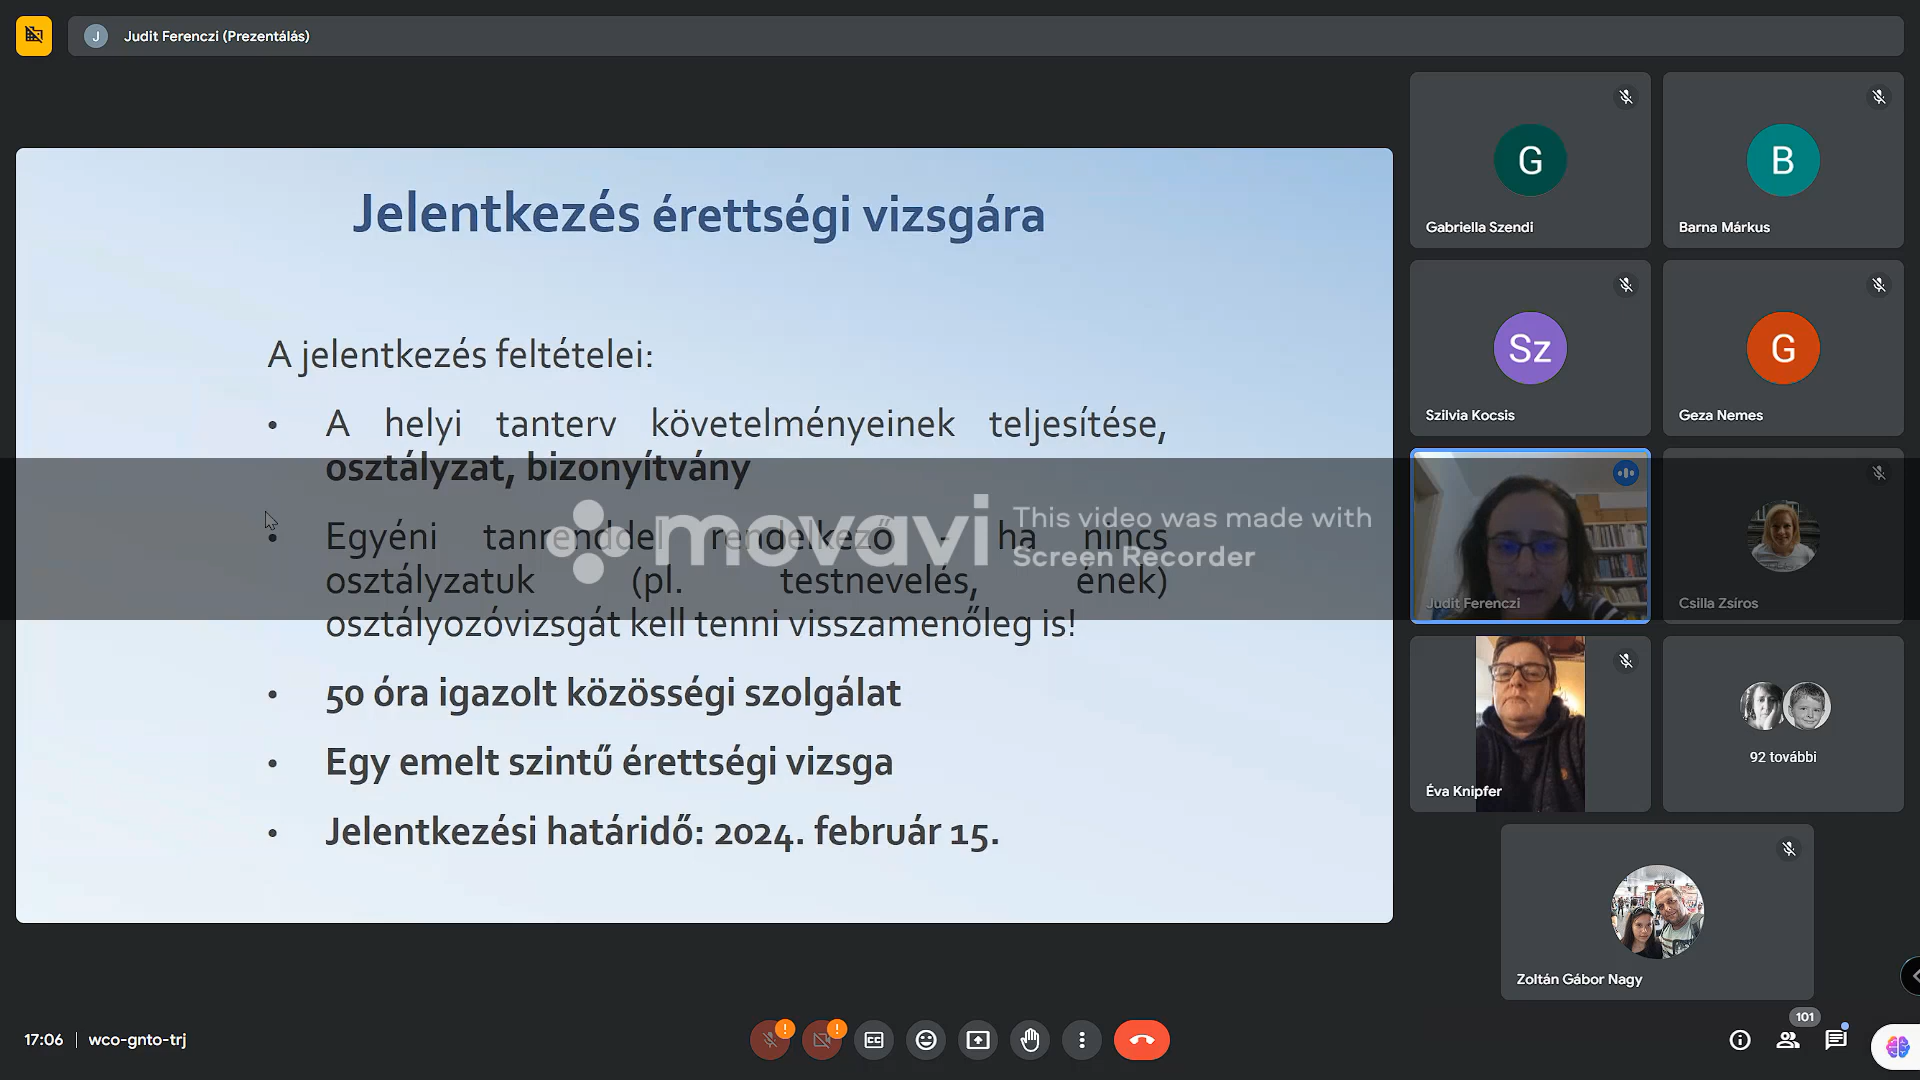 J Judit Ferenczi (Prezentálás)
Jelentkezés érettségi vizsgára
A jelentkezés feltételei:
• A helyi tanterv követelményeinek teljesítése,
osztályzat, bizonyítvány
• Egyéni tanrenddel rendelkező - ha nincs
osztályzatuk (pl. testnevelés, ének)
osztályozóvizsgát kell tenni visszamenőleg is!
• 50 óra igazolt közösségi szolgálat
• Egy emelt szintű érettségi vizsga
• Jelentkezési határidő: 2024. február 15.
movavi
This video was made with
Screen Recorder
G
Gabriella Szendi
B
Barna Márkus
Sz
Szilvia Kocsis
G
Geza Nemes
Judit Ferenczi
Csilla Zsíros
Éva Knipfer
92 további
Zoltán Gábor Nagy
17:06 | wco-gnto-trj
! !
CC
101